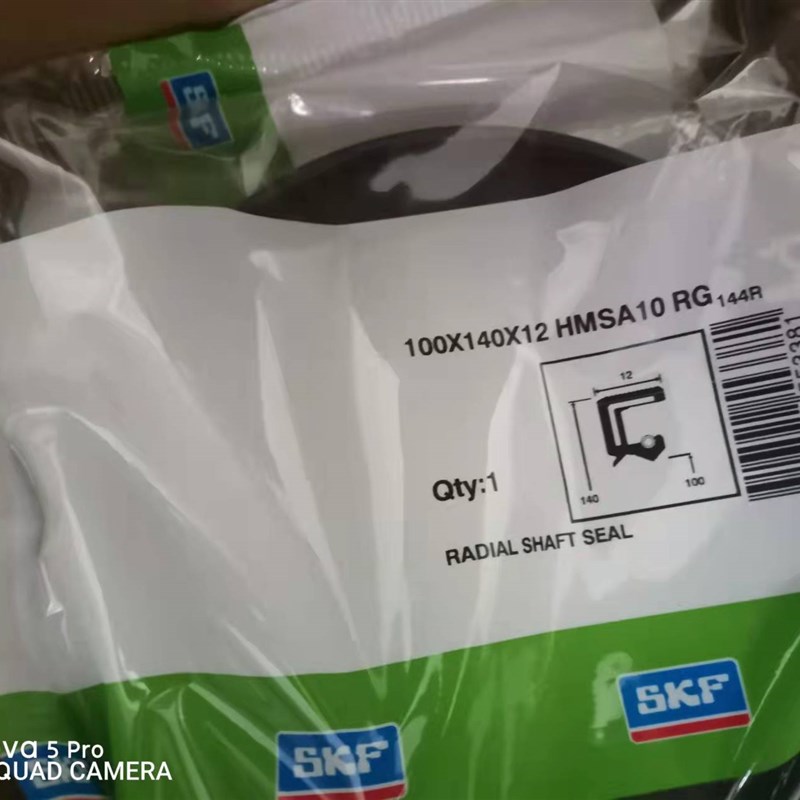 SKF
100X140X12 HMSA10 RG 144R
12
140
100
Qty:1
RADIAL SHAFT SEAL
SKF
SKF
va 5 Pro
QUAD CAMERA